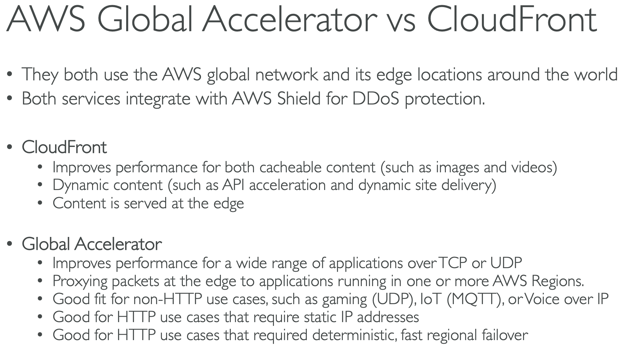 AWS Global Accelerator vs CloudFront
• They both use the AWS global network and its edge locations around the world
• Both services integrate with AWS Shield for DDoS protection.
• CloudFront
• Improves performance for both cacheable content (such as images and videos)
• Dynamic content (such as API acceleration and dynamic site delivery)
• Content is served at the edge
• Global Accelerator
• Improves performance for a wide range of applications over TCP or UDP
• Proxying packets at the edge to applications running in one or more AWS Regions.
• Good fit for non-HTTP use cases, such as gaming (UDP), IoT (MQTT), or Voice over IP
• Good for HTTP use cases that require static IP addresses
• Good for HTTP use cases that required deterministic, fast regional failover